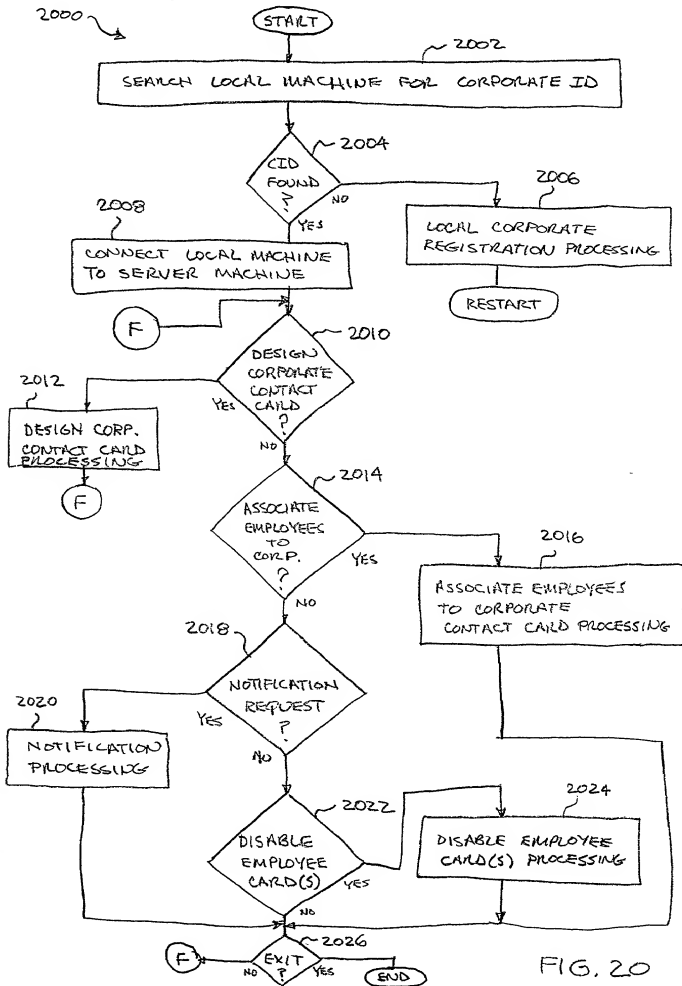 2000
START
2002
SEARCH LOCAL MACHINE FOR CORPORATE ID
2004
CID
FOUND
?
NO
YES
2006
LOCAL CORPORATE
REGISTRATION PROCESSING
RESTART
2008
CONNECT LOCAL MACHINE
TO SERVER MACHINE
F
2010
DESIGN
CORPORATE
CONTACT
CARD
?
YES
NO
2012
DESIGN CORP.
CONTACT CARD
PROCESSING
F
2014
ASSOCIATE
EMPLOYEES
TO
CORP.
?
YES
NO
2016
ASSOCIATE EMPLOYEES
TO CORPORATE
CONTACT CARD PROCESSING
2018
NOTIFICATION
REQUEST
?
YES
NO
2020
NOTIFICATION
PROCESSING
2022
DISABLE
EMPLOYEE
CARD(S)
YES
NO
2024
DISABLE EMPLOYEE
CARD(S) PROCESSING
2026
EXIT
?
F
NO
YES
END
FIG. 20